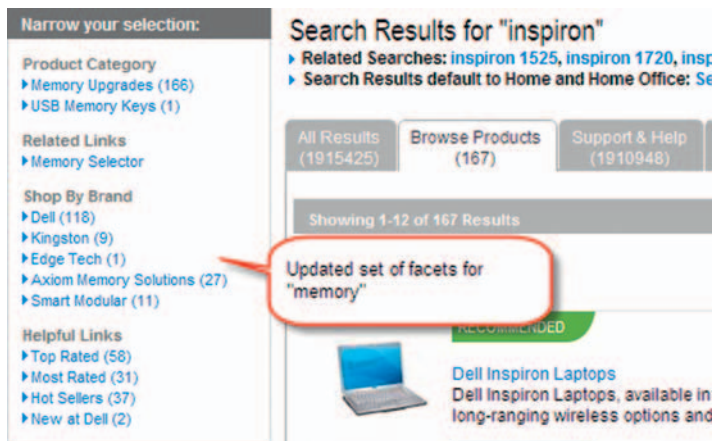 Narrow your selection:
Product Category
Memory Upgrades (166)
USB Memory Keys (1)
Related Links
Memory Selector
Shop By Brand
Dell (118)
Kingston (9)
Edge Tech (1)
Axiom Memory Solutions (27)
Smart Modular (11)
Helpful Links
Top Rated (58)
Most Rated (31)
Hot Sellers (37)
New at Dell (2)
Search Results for "inspiron"
Related Searches: inspiron 1525, inspiron 1720, insp
Search Results default to Home and Home Office: Se
All Results
(1915425)
Browse Products
(167)
Support & Help
(1910948)
Showing 1-12 of 167 Results
Updated set of facets for
"memory"
RECOMMENDED
Dell Inspiron Laptops
Dell Inspiron Laptops, available in
long-ranging wireless options and